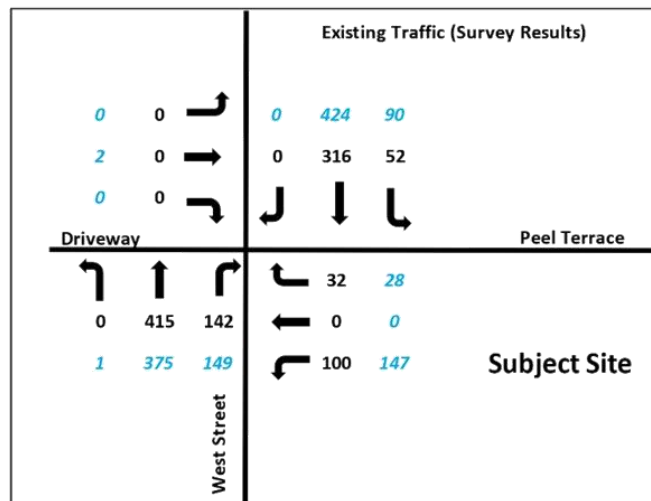 Existing Traffic (Survey Results)
0 0 0 424 90
2 0 0 316 52
0 0
Driveway Peel Terrace
32 28
0 415 142 0 0
1 375 149 100 147
Subject Site
West Street